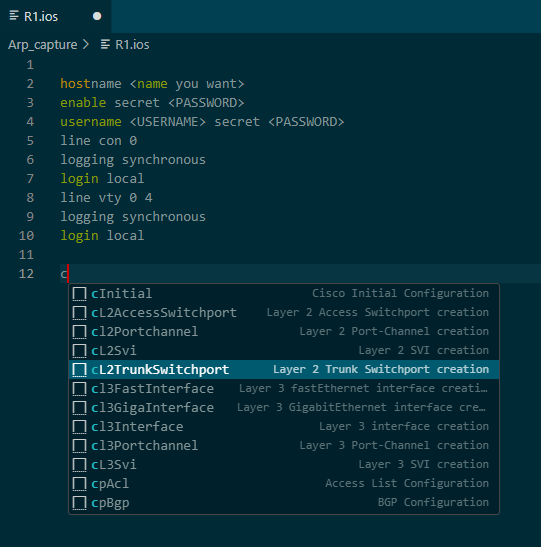 R1.ios
Arp_capture > R1.ios
1
2 hostname <name you want>
3 enable secret <PASSWORD>
4 username <USERNAME> secret <PASSWORD>
5 line con 0
6 logging synchronous
7 login local
8 line vty 0 4
9 logging synchronous
10 login local
11
12 c
cInitial Cisco Initial Configuration
cL2AccessSwitchport Layer 2 Access Switchport creation
cl2Portchannel Layer 2 Port-Channel creation
cL2Svi Layer 2 SVI creation
cL2TrunkSwitchport Layer 2 Trunk Switchport creation
cl3FastInterface Layer 3 fastEthernet interface creati...
cl3GigaInterface Layer 3 GigabitEthernet interface cre...
cl3Interface Layer 3 interface creation
cl3Portchannel Layer 3 Port-Channel creation
cL3Svi Layer 3 SVI creation
cpAcl Access List Configuration
cpBgp BGP Configuration